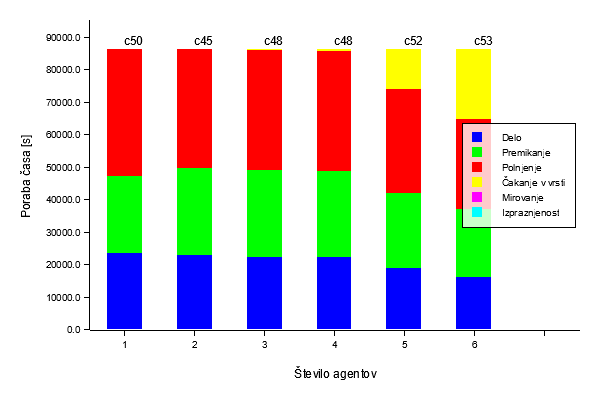 c50 c45 c48 c48 c52 c53
90000.0
80000.0
70000.0
60000.0
50000.0
40000.0
30000.0
20000.0
10000.0
0.0
Poraba časa [s]
Delo
Premikanje
Polnjenje
Čakanje v vrsti
Mirovanje
Izpraznjenost
1 2 3 4 5 6
Število agentov